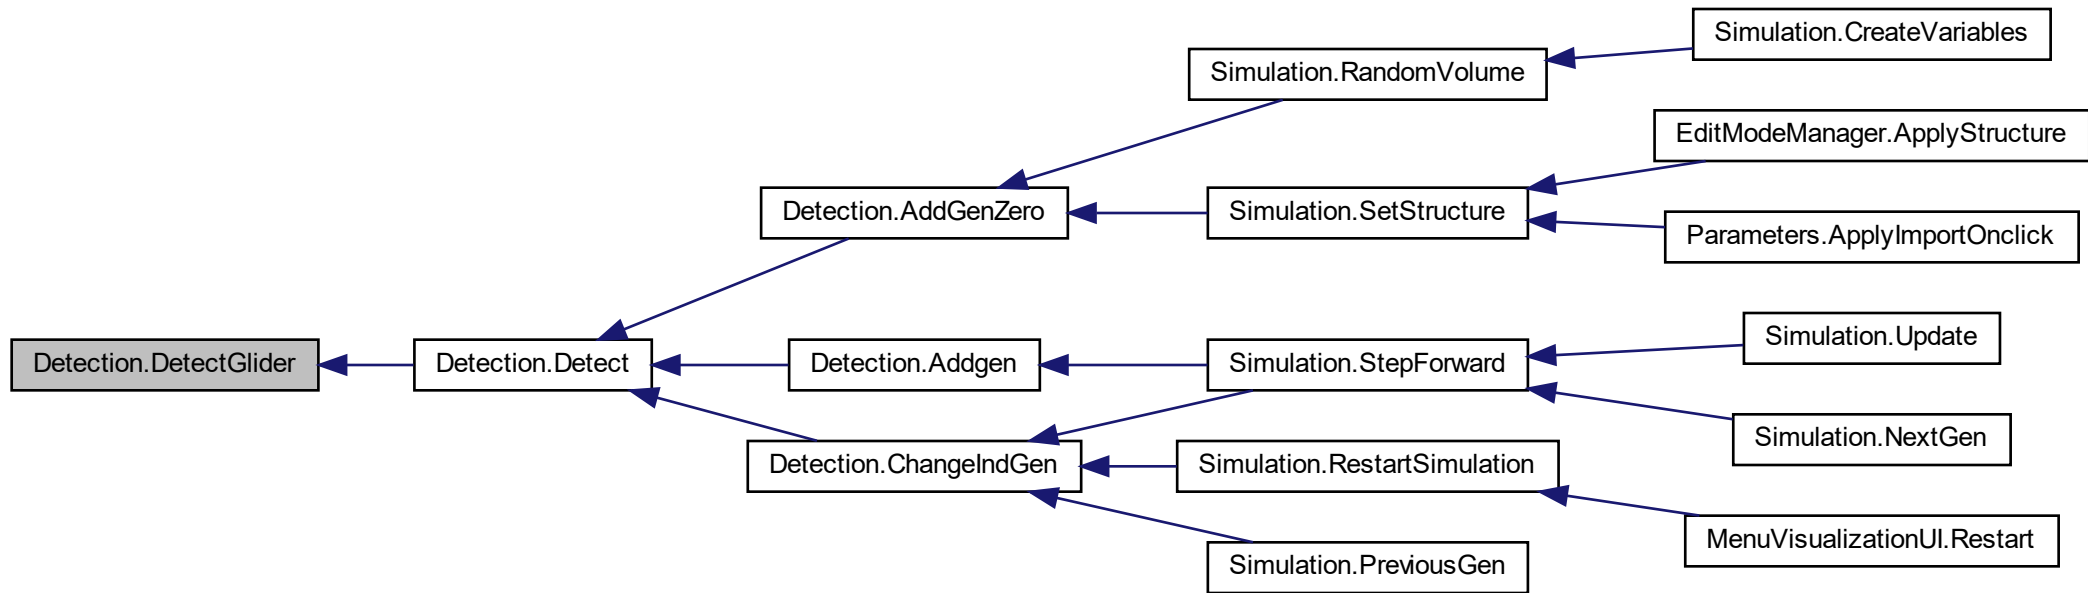 Simulation.CreateVariables
Simulation.RandomVolume
EditModeManager.ApplyStructure
Detection.AddGenZero
Simulation.SetStructure
Parameters.ApplyImportOnclick
Detection.DetectGlider
Detection.Detect
Detection.Addgen
Simulation.StepForward
Simulation.Update
Simulation.NextGen
Detection.ChangeIndGen
Simulation.RestartSimulation
MenuVisualizationUI.Restart
Simulation.PreviousGen